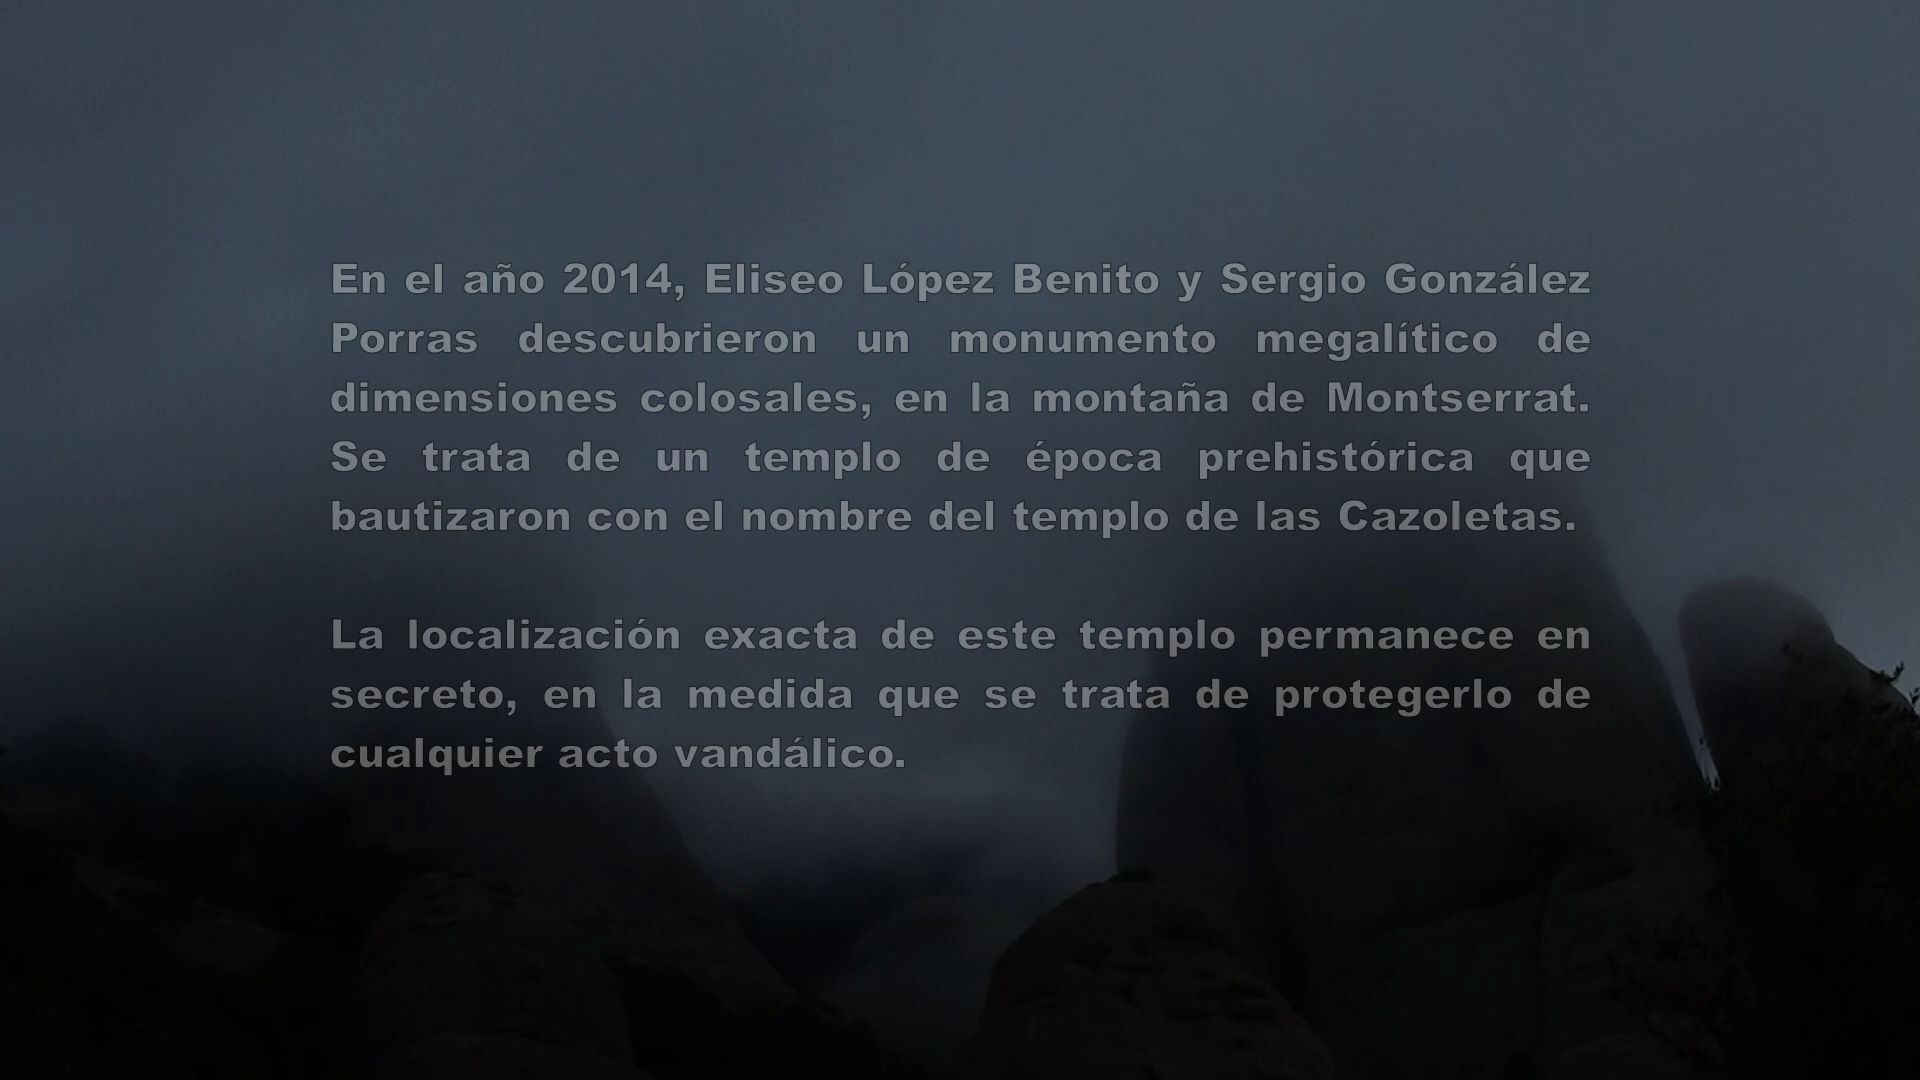 En el año 2014, Eliseo López Benito y Sergio González
Porras descubrieron un monumento megalítico de
dimensiones colosales, en la montaña de Montserrat.
Se trata de un templo de época prehistórica que
bautizaron con el nombre del templo de las Cazoletas.
La localización exacta de este templo permanece en
secreto, en la medida que se trata de protegerlo de
cualquier acto vandálico.